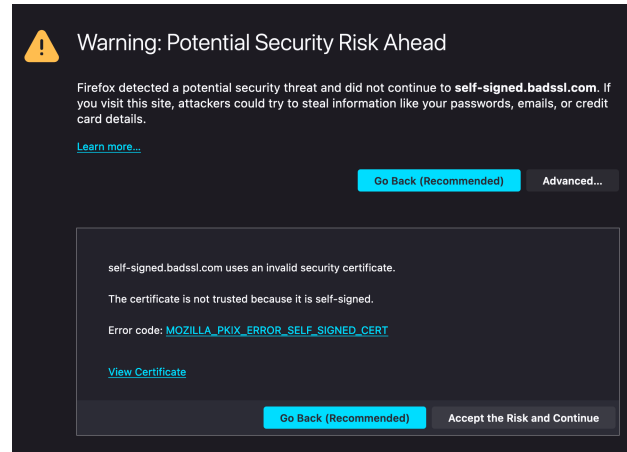 Warning: Potential Security Risk Ahead
Firefox detected a potential security threat and did not continue to self-signed.badssl.com. If
you visit this site, attackers could try to steal information like your passwords, emails, or credit
card details.
Learn more...
Go Back (Recommended)
Advanced...
self-signed.badssl.com uses an invalid security certificate.
The certificate is not trusted because it is self-signed.
Error code: MOZILLA_PKIX_ERROR_SELF_SIGNED_CERT
View Certificate
Go Back (Recommended)
Accept the Risk and Continue